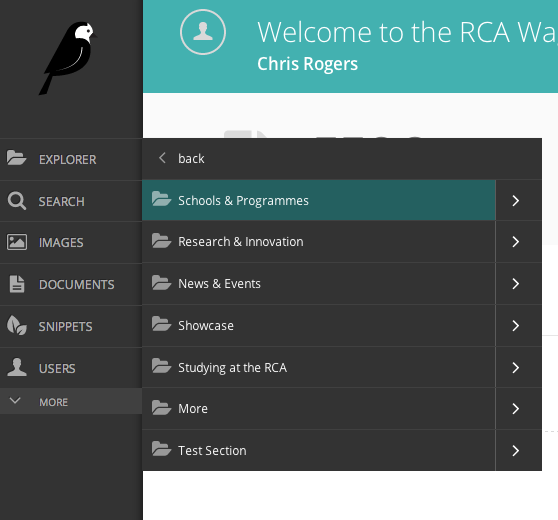 Welcome to the RCA Wa
Chris Rogers
EXPLORER
SEARCH
IMAGES
DOCUMENTS
SNIPPETS
USERS
MORE
back
Schools & Programmes
Research & Innovation
News & Events
Showcase
Studying at the RCA
More
Test Section